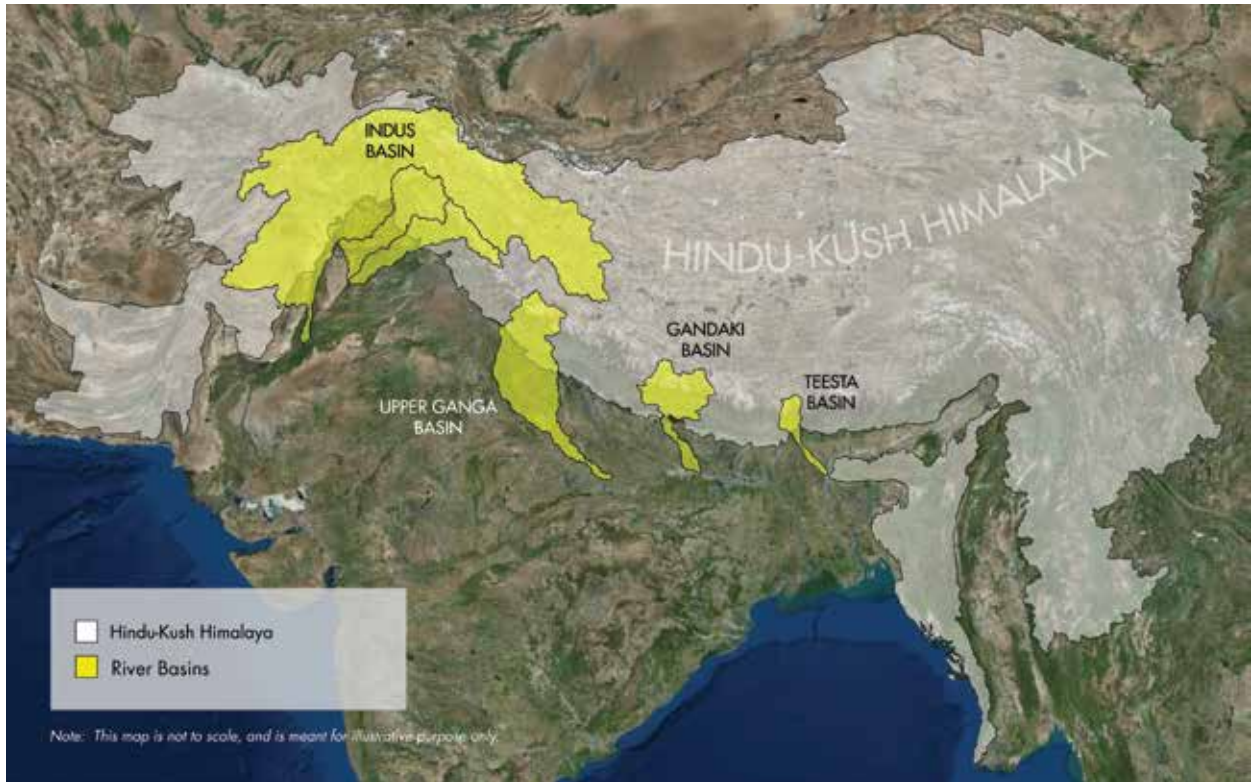 INDUS
BASIN
HINDU-KUSH HIMALAYA
GANDAKI
BASIN
TEESTA
BASIN
UPPER GANGA
BASIN
Hindu-Kush Himalaya
River Basins
Note: This map is not to scale, and is meant for illustrative purpose only.